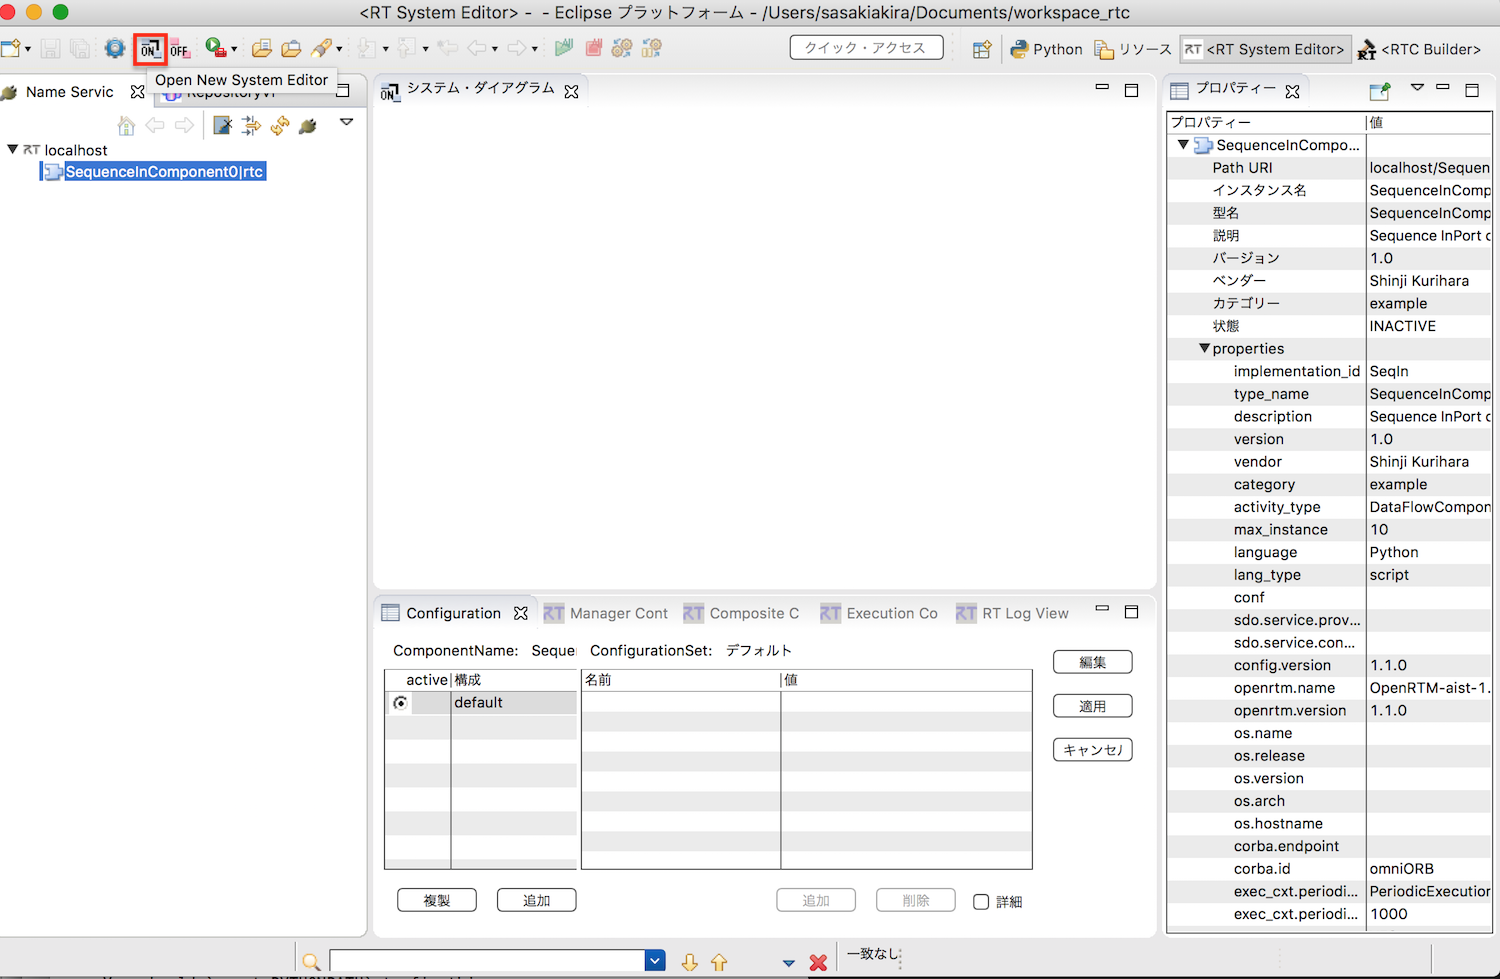 <RT System Editor> - - Eclipse プラットフォーム - /Users/sasakiakira/Documents/workspace_rtc
ON OFF クイック・アクセス Python リソース RT <RT System Editor> RT <RTC Builder>
Open New System Editor
Name Servic
ON システム・ダイアグラム
プロパティー
RT localhost
SequenceInComponent0|rtc
プロパティー 値
SequenceInCompo...
Path URI localhost/Sequen
インスタンス名 SequenceInComp
型名 SequenceInComp
説明 Sequence InPort c
バージョン 1.0
ベンダー Shinji Kurihara
カテゴリー example
状態 INACTIVE
properties
implementation_id SeqIn
type_name SequenceInComp
description Sequence InPort c
version 1.0
vendor Shinji Kurihara
category example
activity_type DataFlowCompon
max_instance 10
language Python
lang_type script
conf
sdo.service.prov...
sdo.service.con...
config.version 1.1.0
openrtm.name OpenRTM-aist-1.
openrtm.version 1.1.0
os.name
os.release
os.version
os.arch
os.hostname
corba.endpoint
corba.id omniORB
exec_cxt.periodi... PeriodicExecution
exec_cxt.periodi... 1000
Configuration RT Manager Cont RT Composite C RT Execution Co RT RT Log View
ComponentName: Sequer ConfigurationSet: デフォルト
編集
active 構成 名前 値
default
適用
キャンセル
複製 追加 追加 削除 詳細
一致なし